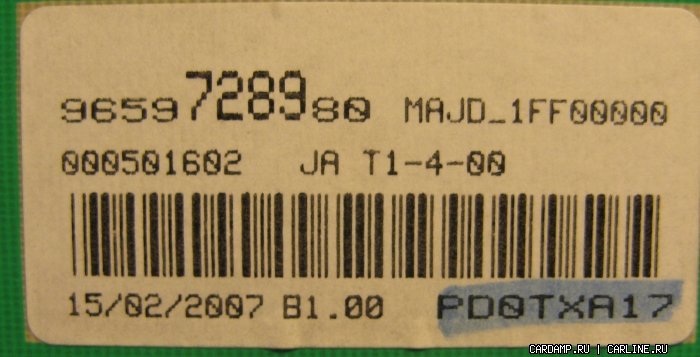 9659728980 MAJD_1FF00000
000501602 JA T1-4-00
15/02/2007 B1.00 PD0TXA17
CARDAMP.RU | CARLINE.RU